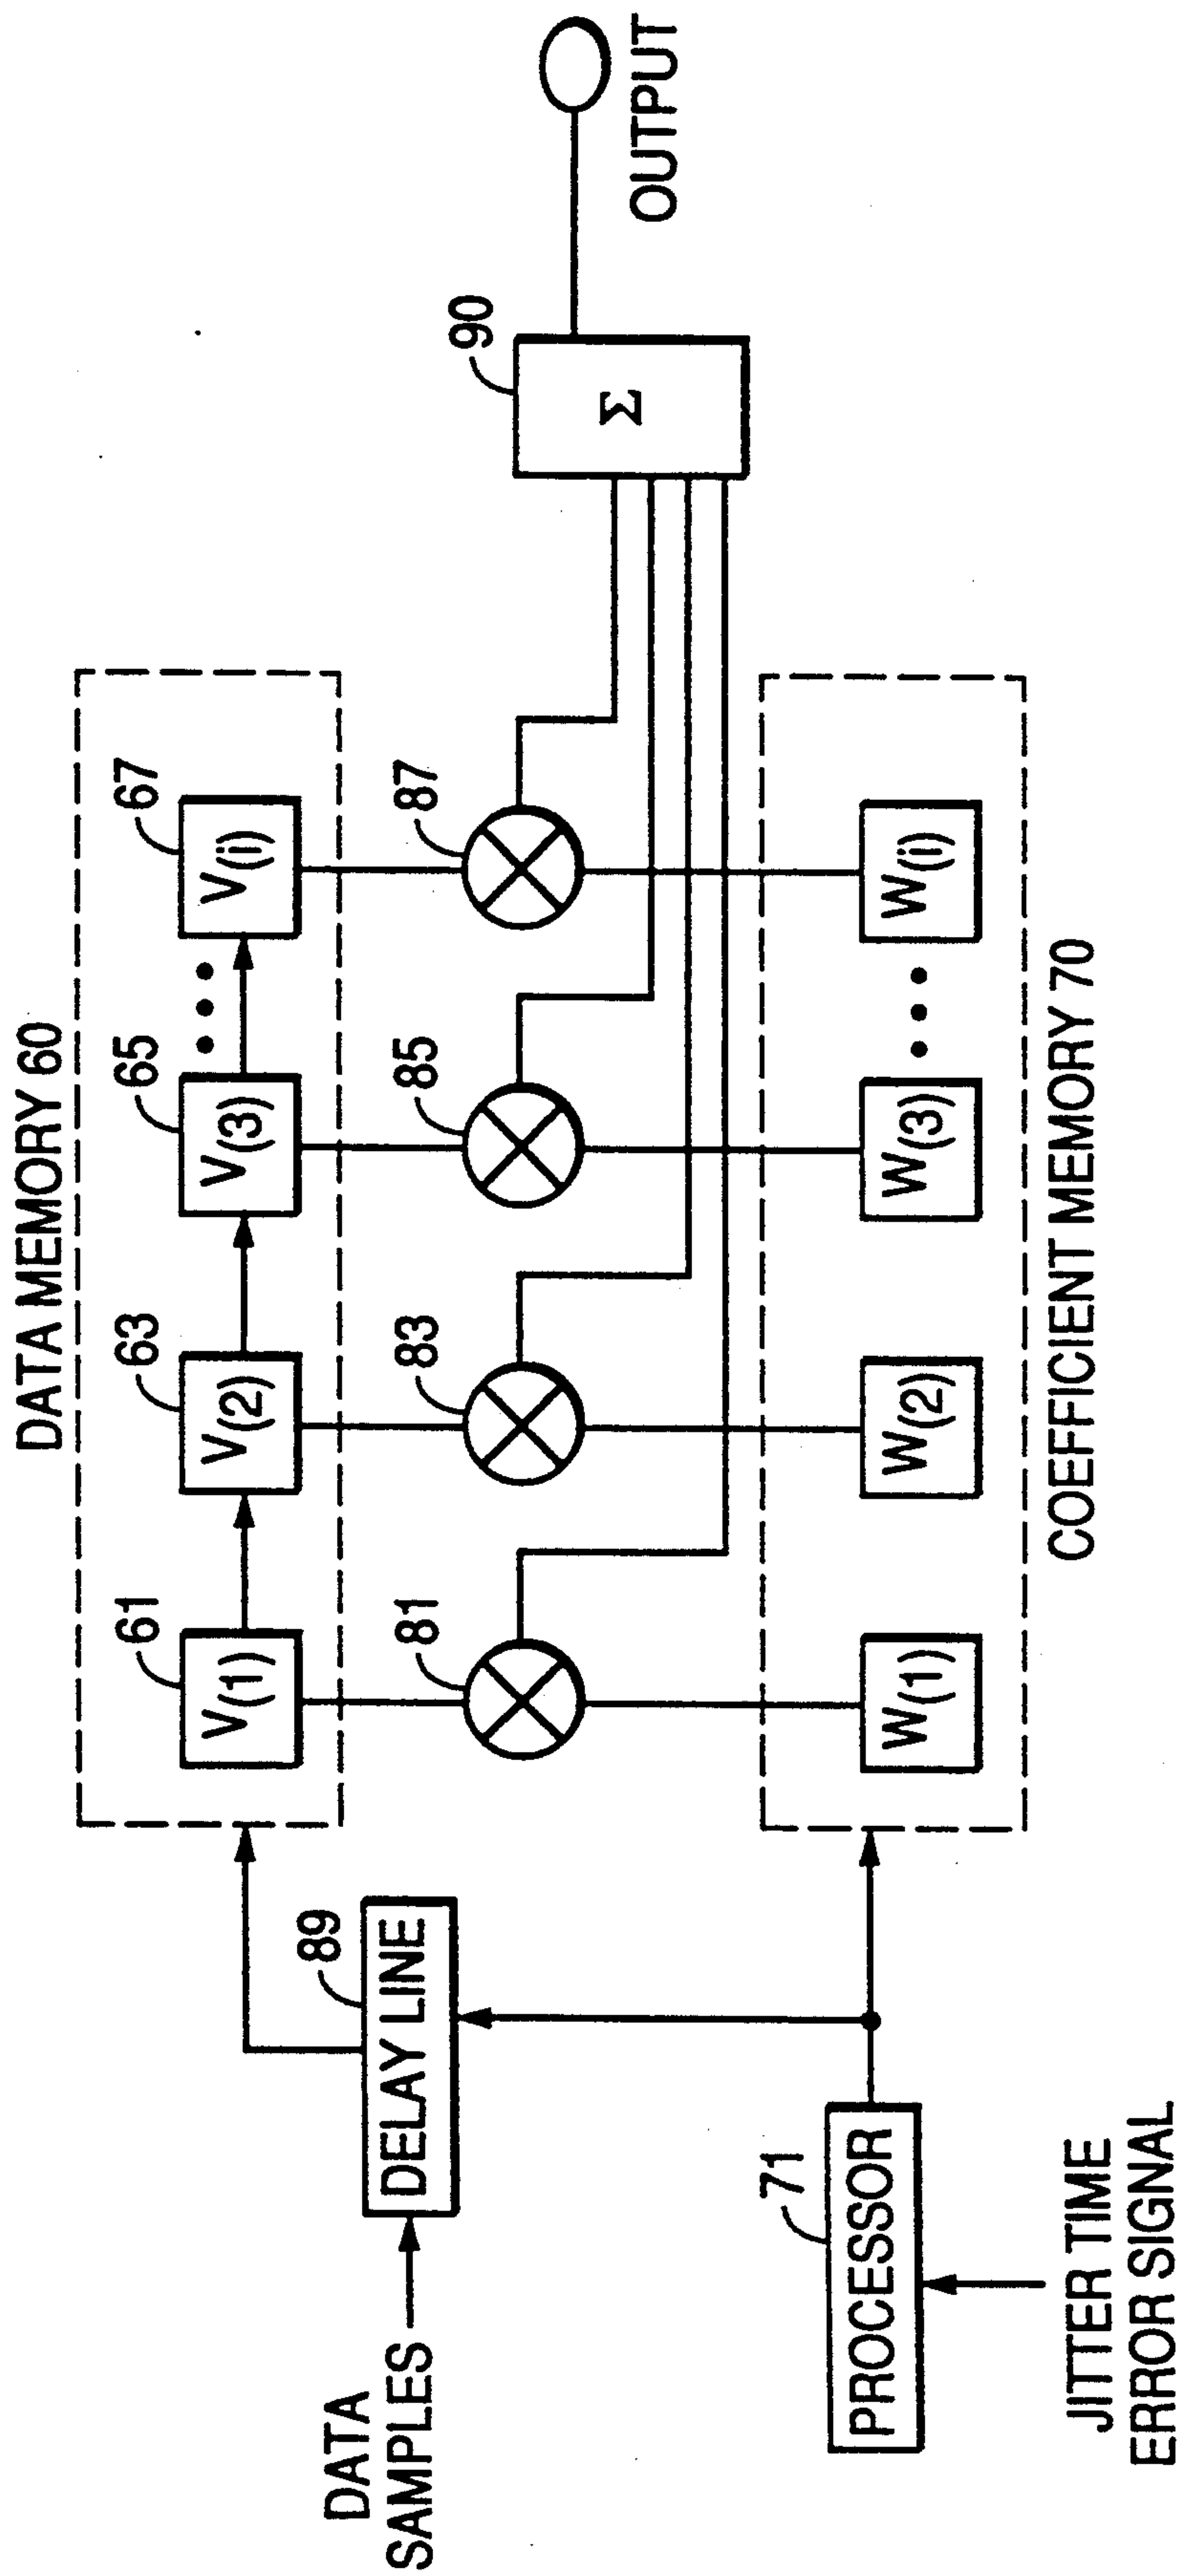 DATA MEMORY 60
61
63
65
67
V(1)
V(2)
V(3)
V(i)
DATA
SAMPLES
89
DELAY LINE
81
83
85
87
90
Σ
OUTPUT
71
PROCESSOR
W(1)
W(2)
W(3)
W(i)
JITTER TIME
ERROR SIGNAL
COEFFICIENT MEMORY 70